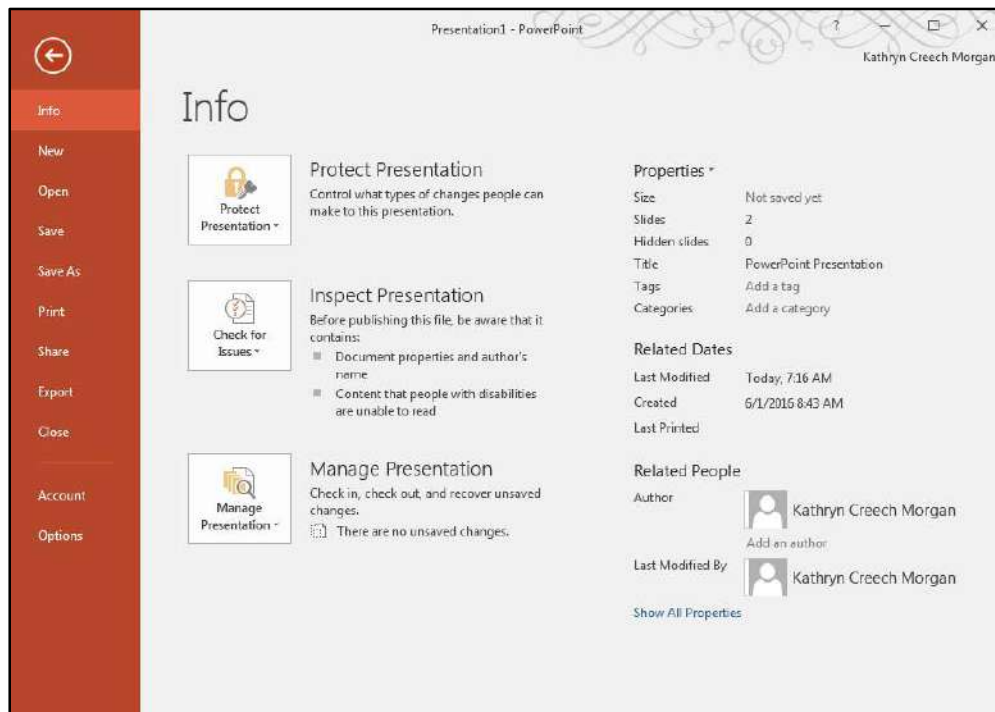 Presentation1 - PowerPoint
?
Kathryn Creech Morgan
Info
New
Open
Save
Save As
Print
Share
Export
Close
Account
Options
Info
Protect
Presentation
Protect Presentation
Control what types of changes people can
make to this presentation.
Check for
Issues
Inspect Presentation
Before publishing this file, be aware that it
contains:
Document properties and author's
name
Content that people with disabilities
are unable to read
Manage
Presentation
Manage Presentation
Check in, check out, and recover unsaved
changes.
There are no unsaved changes.
Properties
Size Not saved yet
Slides 2
Hidden slides 0
Title PowerPoint Presentation
Tags Add a tag
Categories Add a category
Related Dates
Last Modified Today, 7:16 AM
Created 6/1/2016 8:43 AM
Last Printed
Related People
Author Kathryn Creech Morgan
Add an author
Last Modified By Kathryn Creech Morgan
Show All Properties